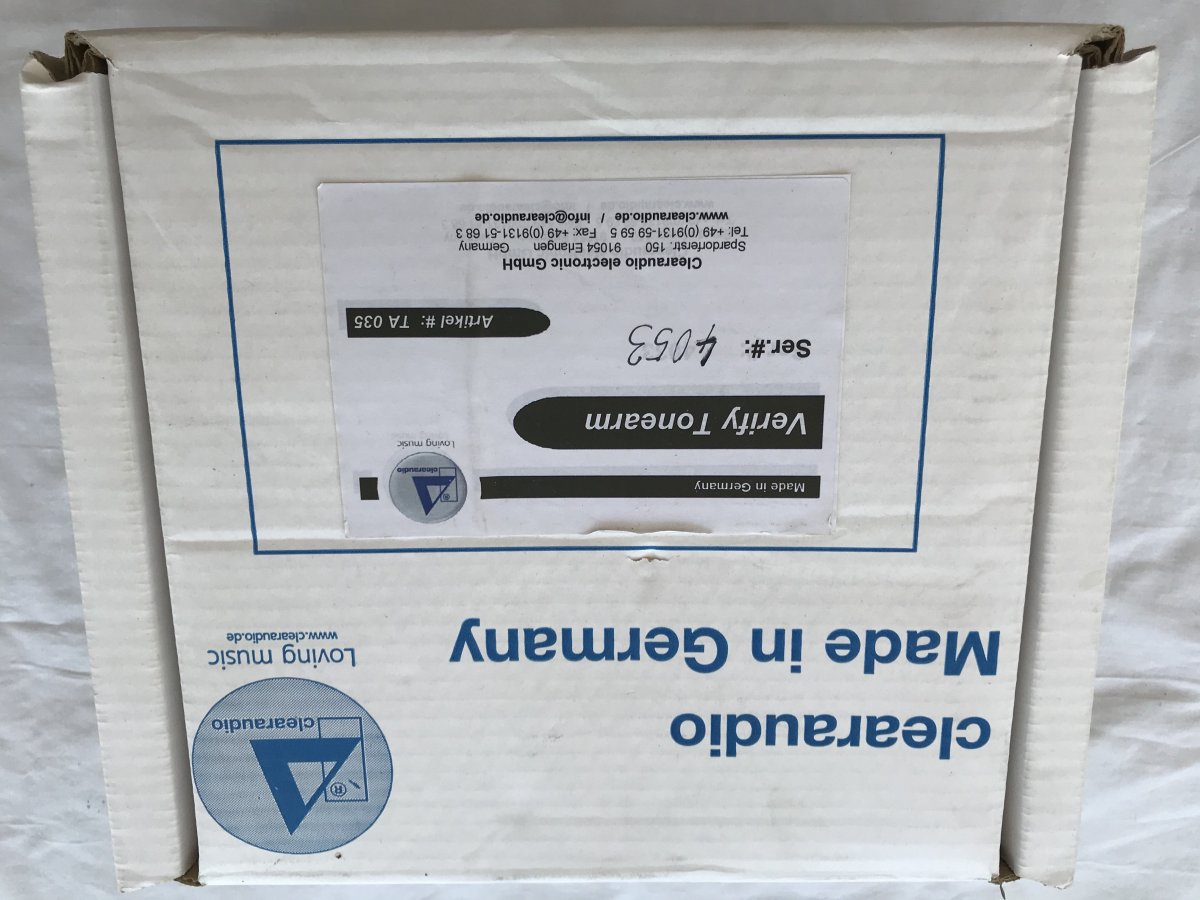 clearaudio
Made in Germany
®
clearaudio
Loving music
www.clearaudio.de
Made in Germany
®
clearaudio
Loving music
Verify Tonearm
Ser.#: 4053
Artikel #: TA 035
Clearaudio electronic GmbH
Spardorferstr. 150 91054 Erlangen Germany
Tel: +49 (0)9131-59 59 5 Fax: +49 (0)9131-51 68 3
www.clearaudio.de / info@clearaudio.de